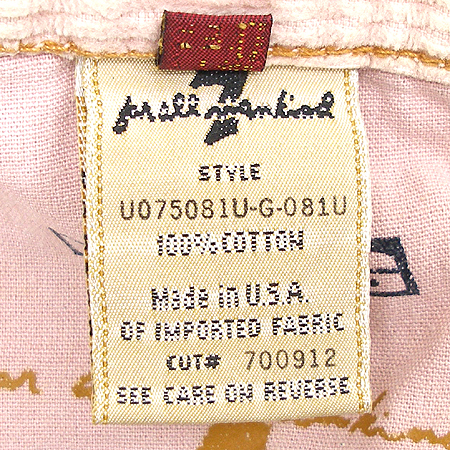 7
for all mankind
STYLE
U075081U-G-081U
100% COTTON
Made in U.S.A.
OF IMPORTED FABRIC
CUT# 700912
SEE CARE ON REVERSE